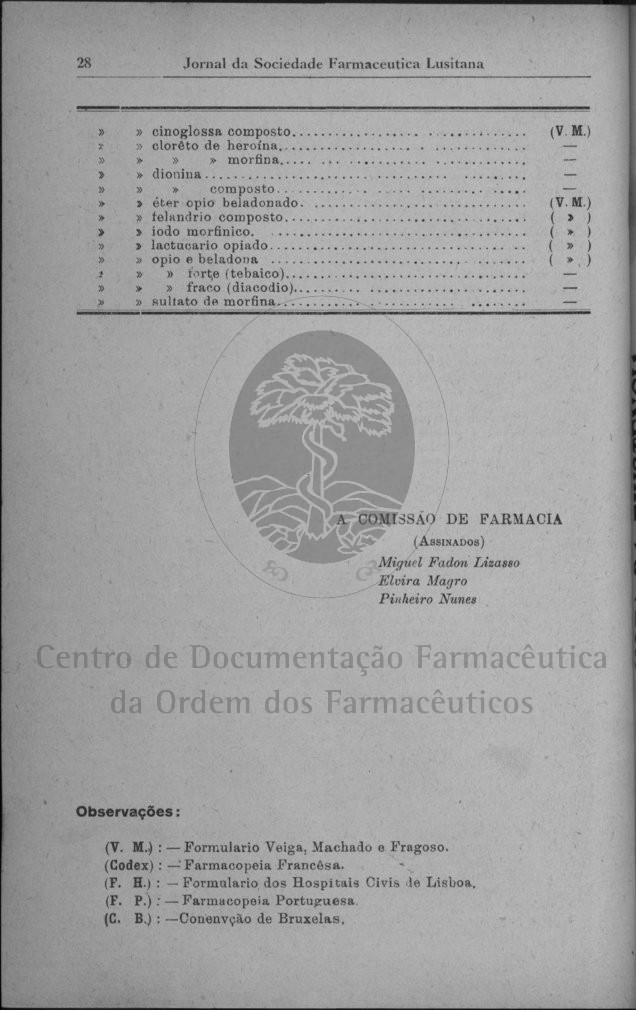 28 Jornal da Sociedade Farmaceutica Lusitana
» » cinoglossa composto (V. M.)
» » clorêto de heroína —
» » » » morfina —
» » dionina —
» » » composto —
» » éter opio beladonado (V. M.)
» » felandrio composto ( » )
» » iodo morfinico ( » )
» » lactucario opiado ( » )
» » opio e beladona ( » )
» » » forte (tebaico) —
» » » fraco (diacodio) —
» » sulfato de morfina —
A COMISSÃO DE FARMACIA
(Assinados)
Miguel Fadon Lizasso
Elvira Magro
Pinheiro Nunes
Centro de Documentação Farmacêutica
da Ordem dos Farmacêuticos
Observações:
(V. M.) : — Formulario Veiga, Machado e Fragoso.
(Codex) : — Farmacopeia Francêsa.
(F. H.) : — Formulario dos Hospitais Civis de Lisboa.
(F. P.) : — Farmacopeia Portuguesa.
(C. B.) : —Conenvção de Bruxelas.